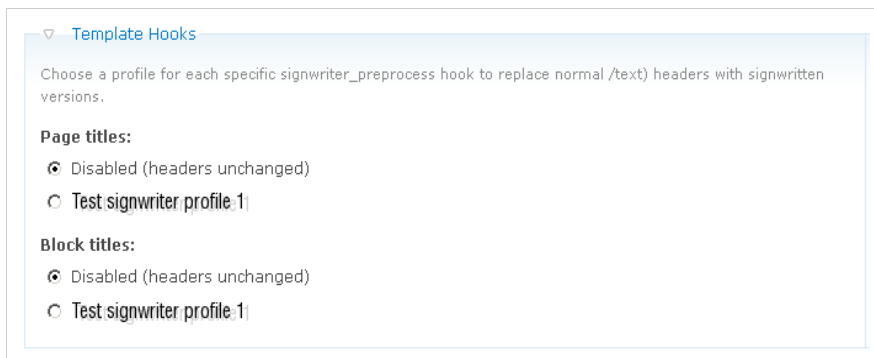 Template Hooks
Choose a profile for each specific signwriter_preprocess hook to replace normal /text) headers with signwritten
versions.
Page titles:
Disabled (headers unchanged)
Test signwriter profile 1
Block titles:
Disabled (headers unchanged)
Test signwriter profile 1